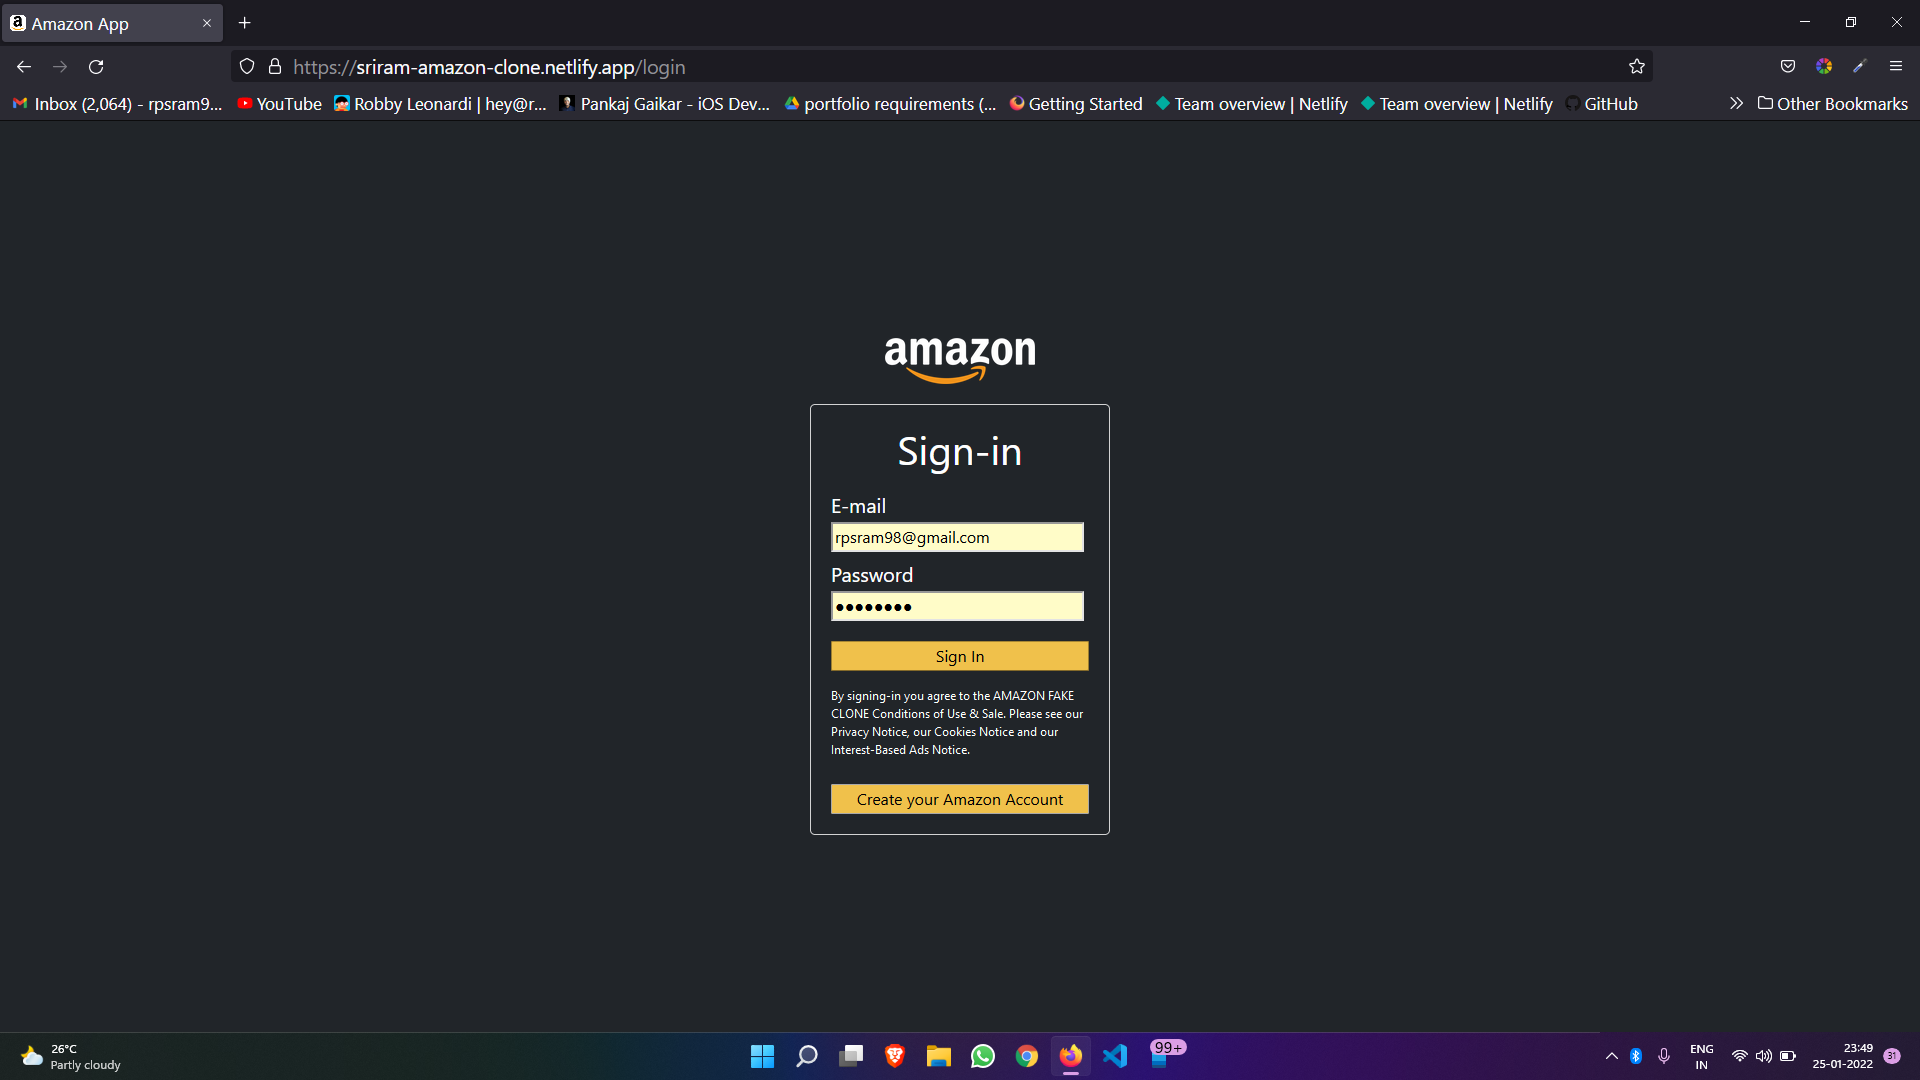 Amazon App
https://sriram-amazon-clone.netlify.app/login
Inbox (2,064) - rpsram9... YouTube Robby Leonardi | hey@r... Pankaj Gaikar - iOS Dev... portfolio requirements (... Getting Started Team overview | Netlify Team overview | Netlify GitHub Other Bookmarks
amazon
Sign-in
E-mail
rpsram98@gmail.com
Password
Sign In
By signing-in you agree to the AMAZON FAKE
CLONE Conditions of Use & Sale. Please see our
Privacy Notice, our Cookies Notice and our
Interest-Based Ads Notice.
Create your Amazon Account
26°C
Partly cloudy
99+
ENG
IN
23:49
25-01-2022
31